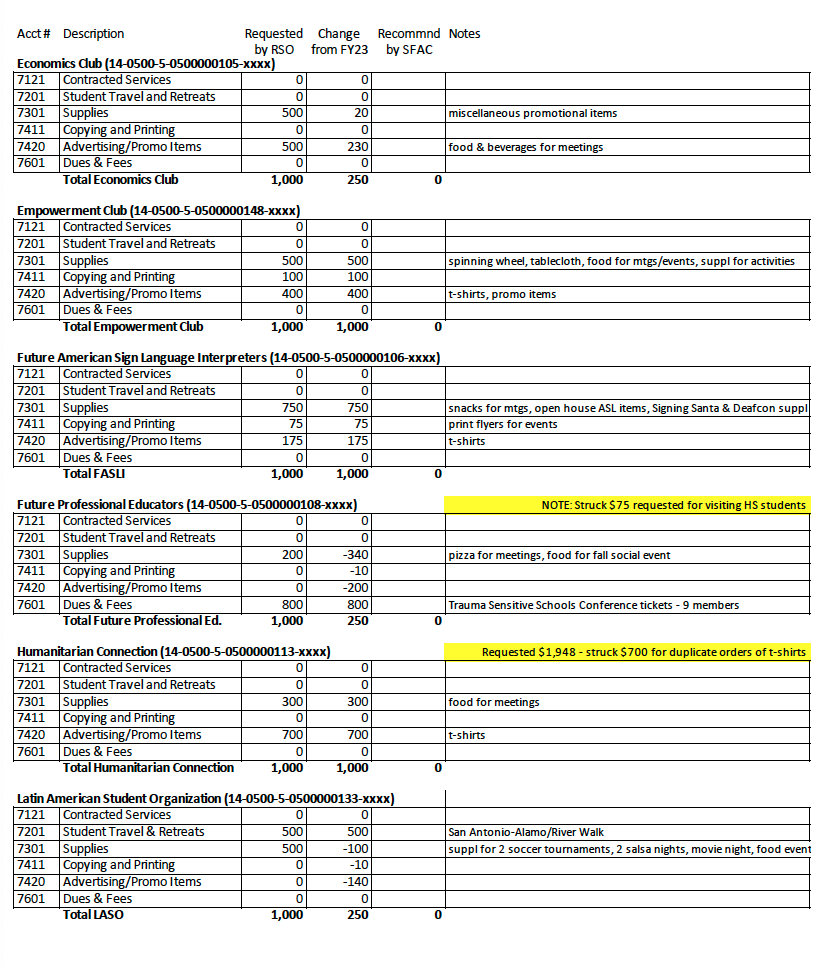 Acct # Description Requested Change Recommnd Notes
by RSO from FY23 by SFAC
Economics Club (14-0500-5-0500000105-xxxx)
7121 Contracted Services 0 0
7201 Student Travel and Retreats 0 0
7301 Supplies 500 20 miscellaneous promotional items
7411 Copying and Printing 0 0
7420 Advertising/Promo Items 500 230 food & beverages for meetings
7601 Dues & Fees 0 0
Total Economics Club 1,000 250 0
Empowerment Club (14-0500-5-0500000148-xxxx)
7121 Contracted Services 0 0
7201 Student Travel and Retreats 0 0
7301 Supplies 500 500 spinning wheel, tablecloth, food for mtgs/events, suppl for activities
7411 Copying and Printing 100 100
7420 Advertising/Promo Items 400 400 t-shirts, promo items
7601 Dues & Fees 0 0
Total Empowerment Club 1,000 1,000 0
Future American Sign Language Interpreters (14-0500-5-0500000106-xxxx)
7121 Contracted Services 0 0
7201 Student Travel and Retreats 0 0
7301 Supplies 750 750 snacks for mtgs, open house ASL items, Signing Santa & Deafcon suppl
7411 Copying and Printing 75 75 print flyers for events
7420 Advertising/Promo Items 175 175 t-shirts
7601 Dues & Fees 0 0
Total FASLI 1,000 1,000 0
Future Professional Educators (14-0500-5-0500000108-xxxx) NOTE: Struck $75 requested for visiting HS students
7121 Contracted Services 0 0
7201 Student Travel and Retreats 0 0
7301 Supplies 200 -340 pizza for meetings, food for fall social event
7411 Copying and Printing 0 -10
7420 Advertising/Promo Items 0 -200
7601 Dues & Fees 800 800 Trauma Sensitive Schools Conference tickets - 9 members
Total Future Professional Ed. 1,000 250 0
Humanitarian Connection (14-0500-5-0500000113-xxxx) Requested $1,948 - struck $700 for duplicate orders of t-shirts
7121 Contracted Services 0 0
7201 Student Travel and Retreats 0 0
7301 Supplies 300 300 food for meetings
7411 Copying and Printing 0 0
7420 Advertising/Promo Items 700 700 t-shirts
7601 Dues & Fees 0 0
Total Humanitarian Connection 1,000 1,000 0
Latin American Student Organization (14-0500-5-0500000133-xxxx)
7121 Contracted Services 0 0
7201 Student Travel & Retreats 500 500 San Antonio-Alamo/River Walk
7301 Supplies 500 -100 suppl for 2 soccer tournaments, 2 salsa nights, movie night, food event
7411 Copying and Printing 0 -10
7420 Advertising/Promo Items 0 -140
7601 Dues & Fees 0 0
Total LASO 1,000 250 0